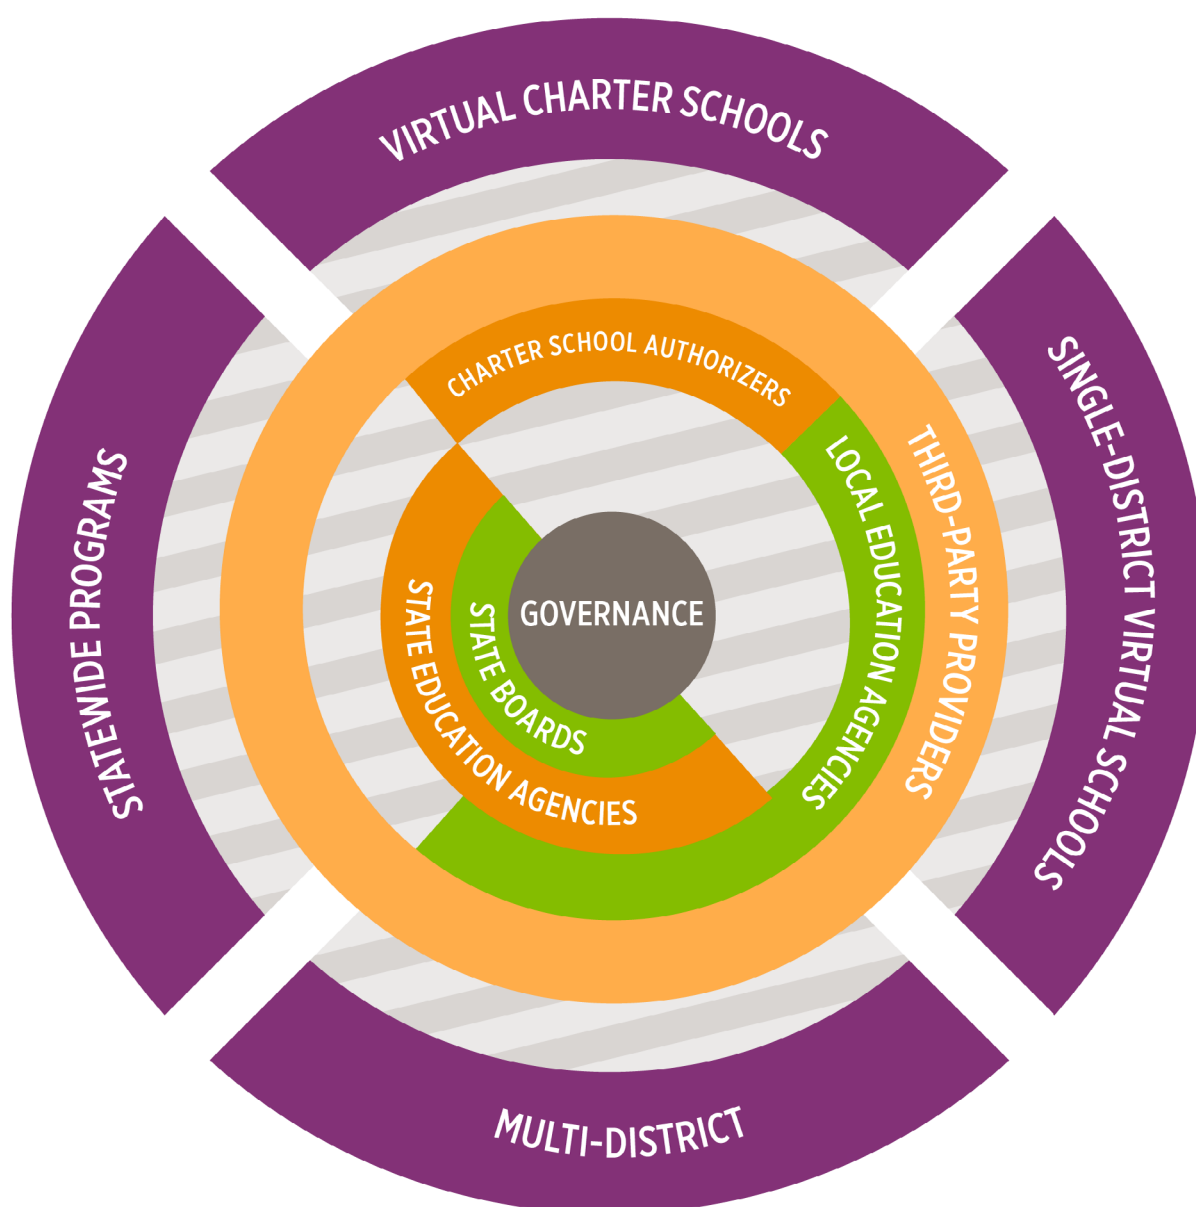 VIRTUAL CHARTER SCHOOLS
CHARTER SCHOOL AUTHORIZERS
SINGLE-DISTRICT VIRTUAL SCHOOLS
THIRD-PARTY PROVIDERS
LOCAL EDUCATION AGENCIES
STATEWIDE PROGRAMS
GOVERNANCE
STATE BOARDS
STATE EDUCATION AGENCIES
MULTI-DISTRICT